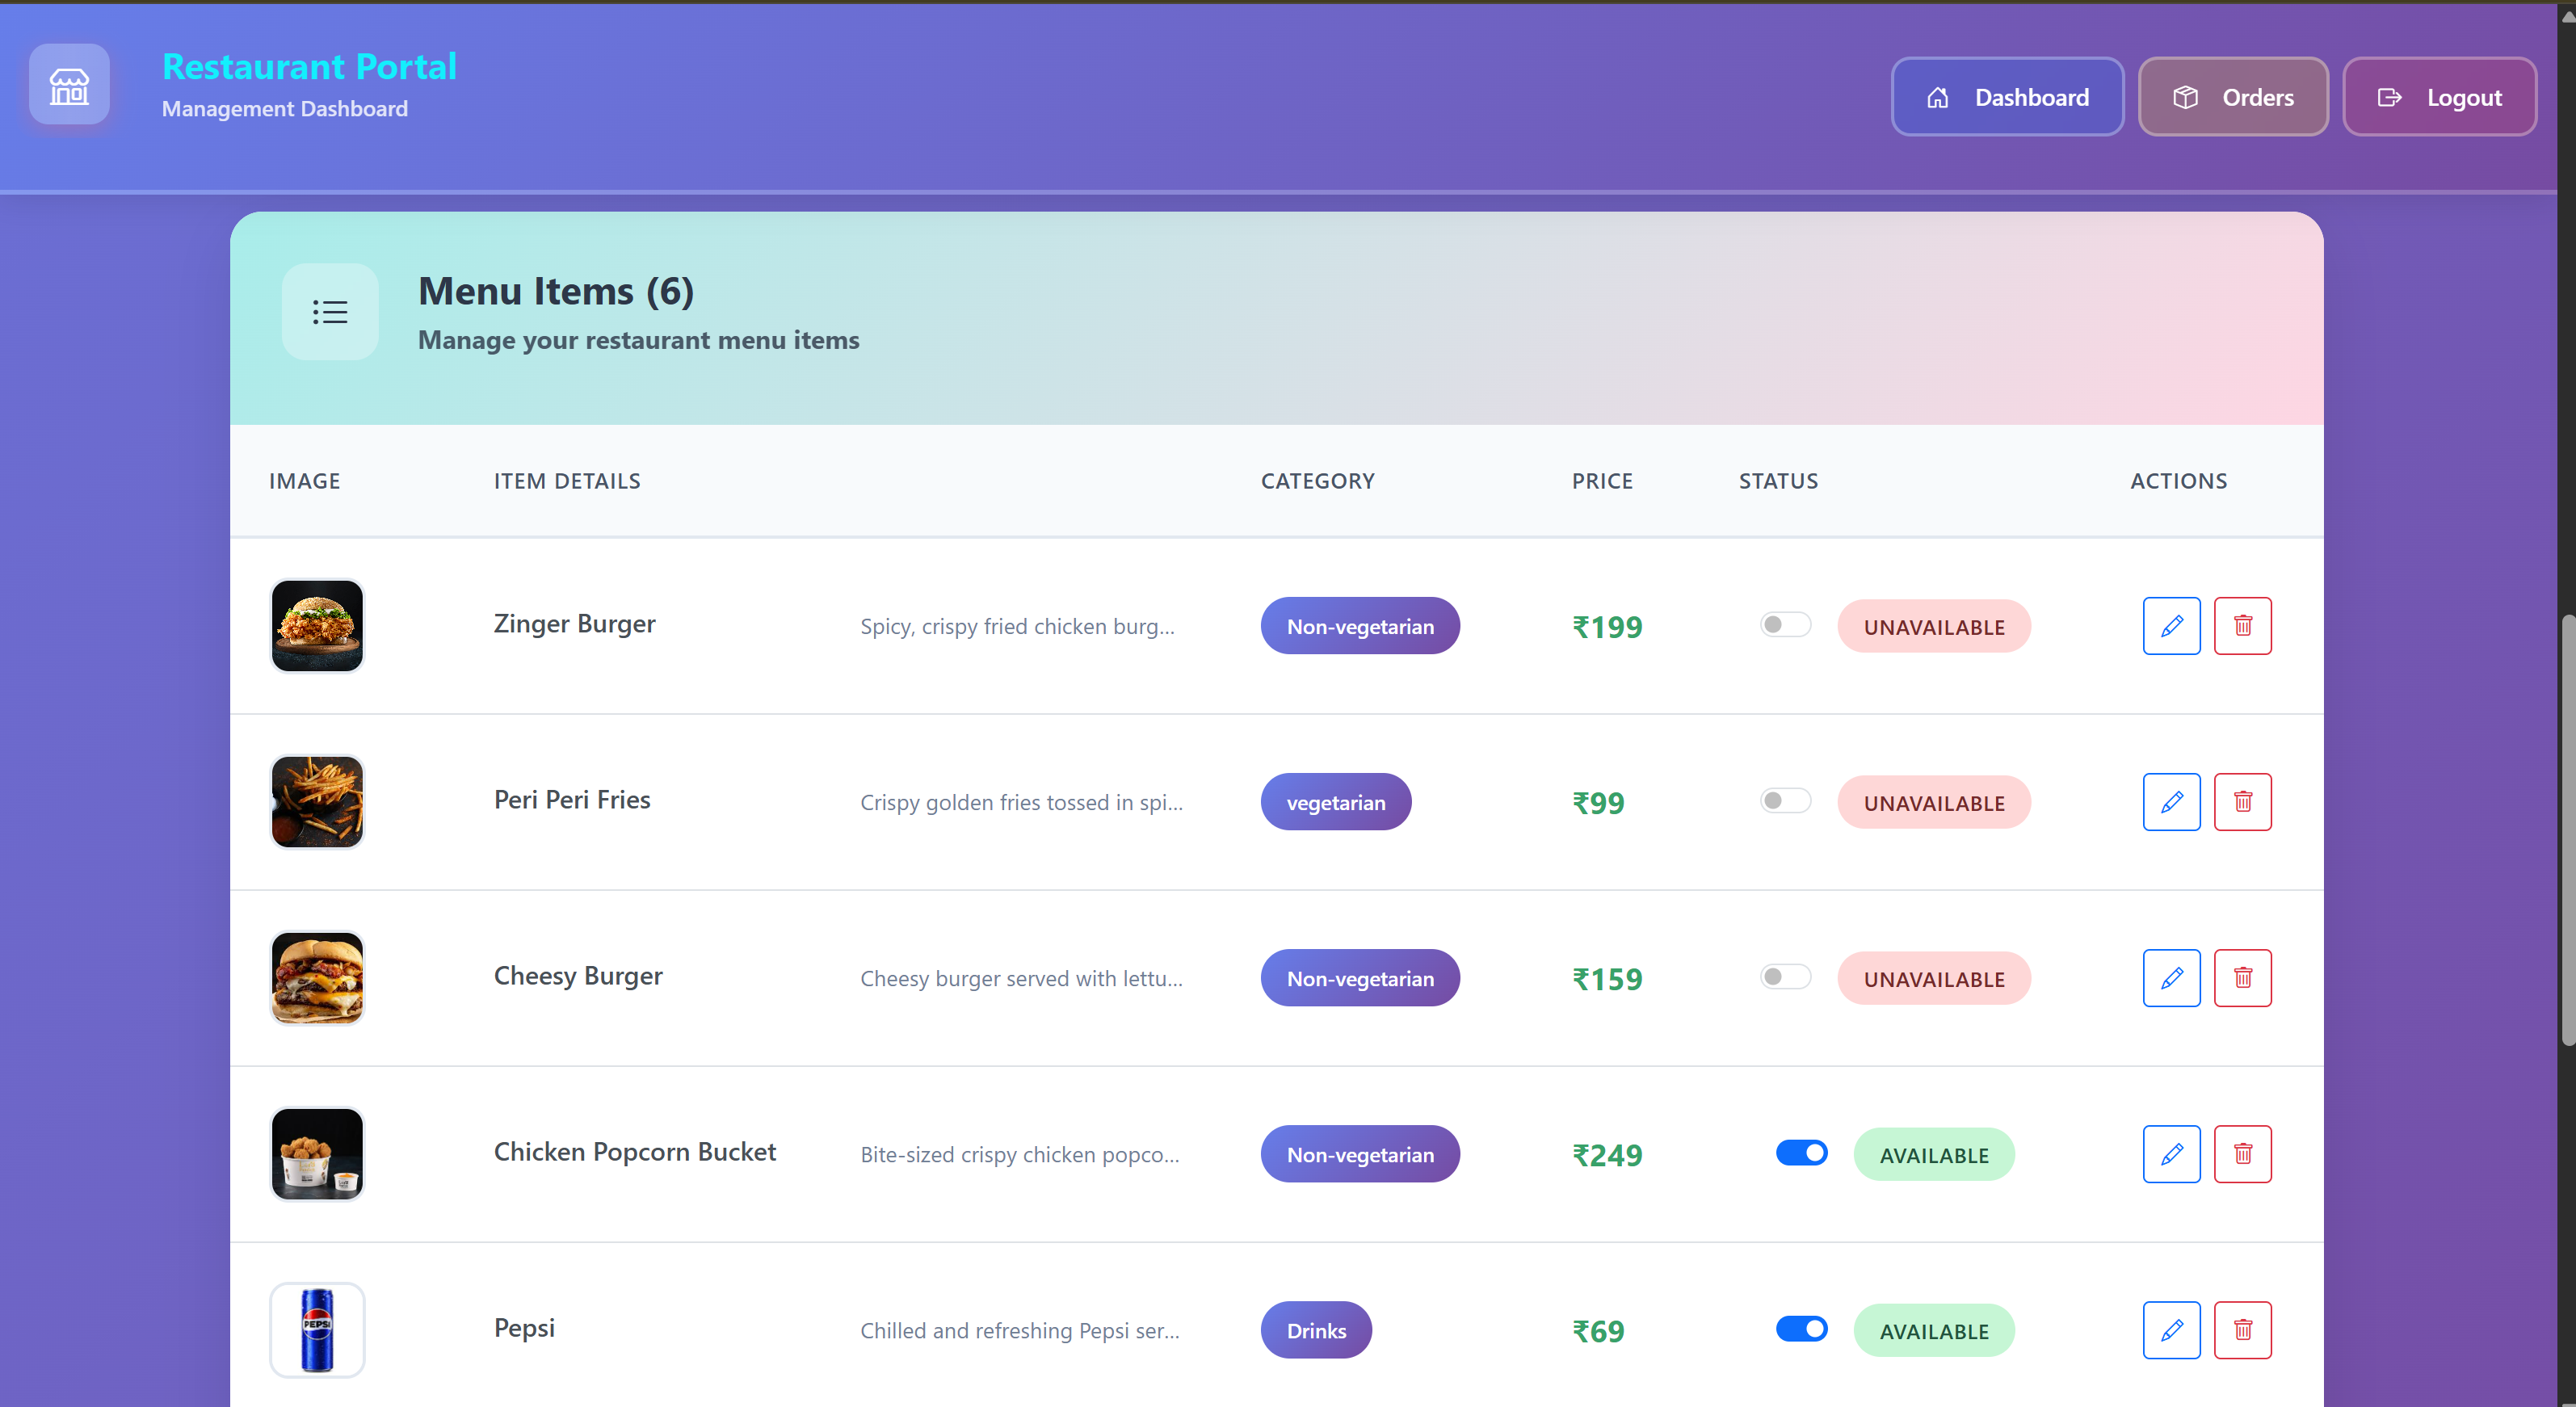 Restaurant Portal
Management Dashboard
Dashboard
Orders
Logout
Menu Items (6)
Manage your restaurant menu items
IMAGE ITEM DETAILS CATEGORY PRICE STATUS ACTIONS
Zinger Burger Spicy, crispy fried chicken burg... Non-vegetarian ₹199 UNAVAILABLE
Peri Peri Fries Crispy golden fries tossed in spi... vegetarian ₹99 UNAVAILABLE
Cheesy Burger Cheesy burger served with lettu... Non-vegetarian ₹159 UNAVAILABLE
Chicken Popcorn Bucket Bite-sized crispy chicken popco... Non-vegetarian ₹249 AVAILABLE
PEPSI
Pepsi Chilled and refreshing Pepsi ser... Drinks ₹69 AVAILABLE